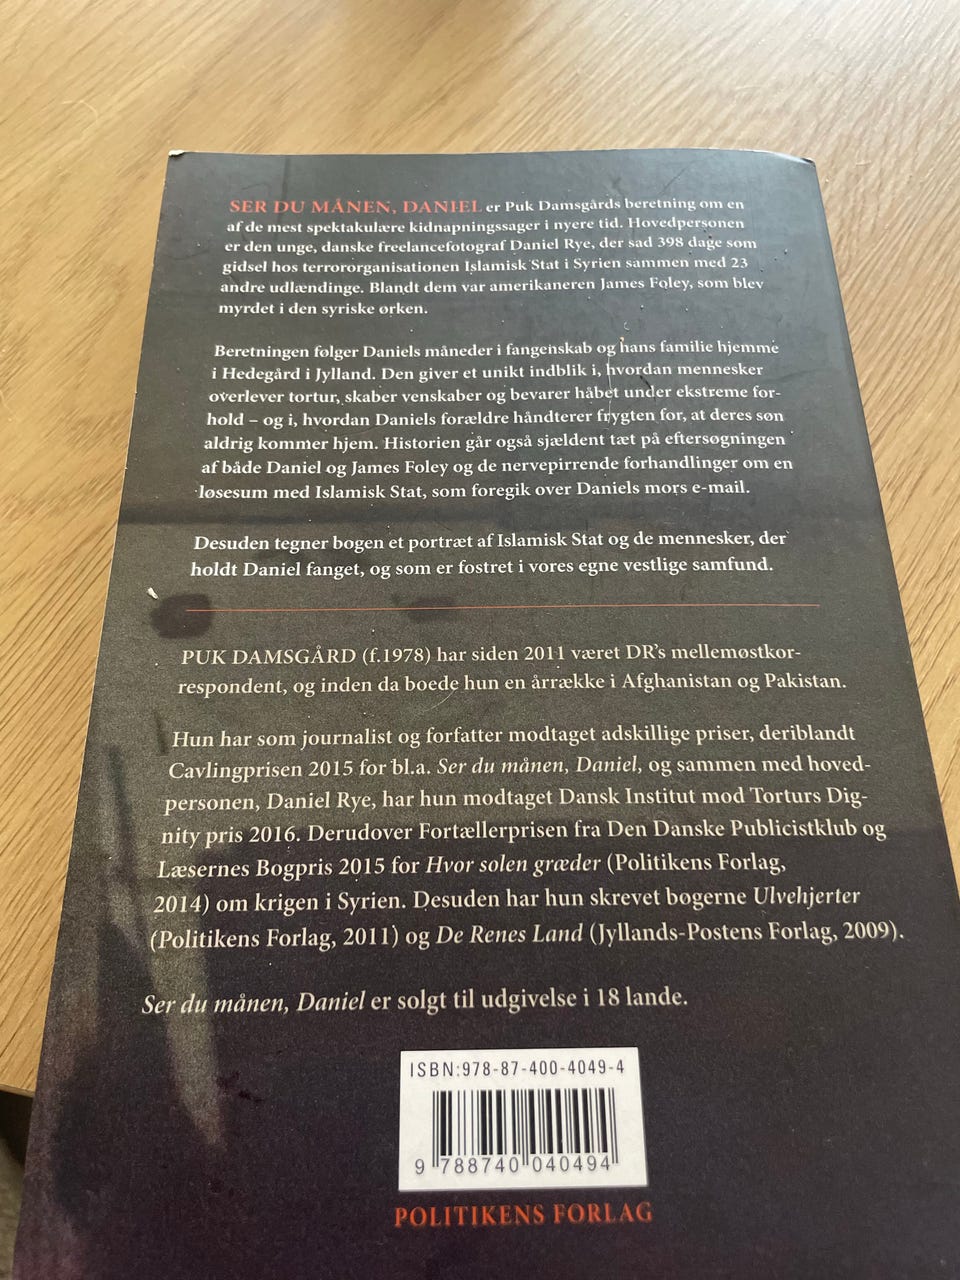 SER DU MÅNEN, DANIEL er Puk Damsgårds beretning om en
af de mest spektakulære kidnapningssager i nyere tid. Hovedpersonen
er den unge, danske freelancefotograf Daniel Rye, der sad 398 dage som
gidsel hos terrororganisationen Islamisk Stat i Syrien sammen med 23
andre udlændinge. Blandt dem var amerikaneren James Foley, som blev
myrdet i den syriske ørken.
Beretningen følger Daniels måneder i fangenskab og hans familie hjemme
i Hedegård i Jylland. Den giver et unikt indblik i, hvordan mennesker
overlever tortur, skaber venskaber og bevarer håbet under ekstreme for-
hold – og i, hvordan Daniels forældre håndterer frygten for, at deres søn
aldrig kommer hjem. Historien går også sjældent tæt på eftersøgningen
af både Daniel og James Foley og de nervepirrende forhandlinger om en
løsesum med Islamisk Stat, som foregik over Daniels mors e-mail.
Desuden tegner bogen et portræt af Islamisk Stat og de mennesker, der
holdt Daniel fanget, og som er fostret i vores egne vestlige samfund.
PUK DAMSGÅRD (f.1978) har siden 2011 været DR's mellemøstkor-
respondent, og inden da boede hun en årrække i Afghanistan og Pakistan.
Hun har som journalist og forfatter modtaget adskillige priser, deriblandt
Cavlingprisen 2015 for bl.a. Ser du månen, Daniel, og sammen med hoved-
personen, Daniel Rye, har hun modtaget Dansk Institut mod Torturs Dig-
nity pris 2016. Derudover Fortællerprisen fra Den Danske Publicistklub og
Læsernes Bogpris 2015 for Hvor solen græder (Politikens Forlag,
2014) om krigen i Syrien. Desuden har hun skrevet bøgerne Ulvehjerter
(Politikens Forlag, 2011) og De Renes Land (Jyllands-Postens Forlag, 2009).
Ser du månen, Daniel er solgt til udgivelse i 18 lande.
ISBN:978-87-400-4049-4
9 788740 040494
POLITIKENS FORLAG